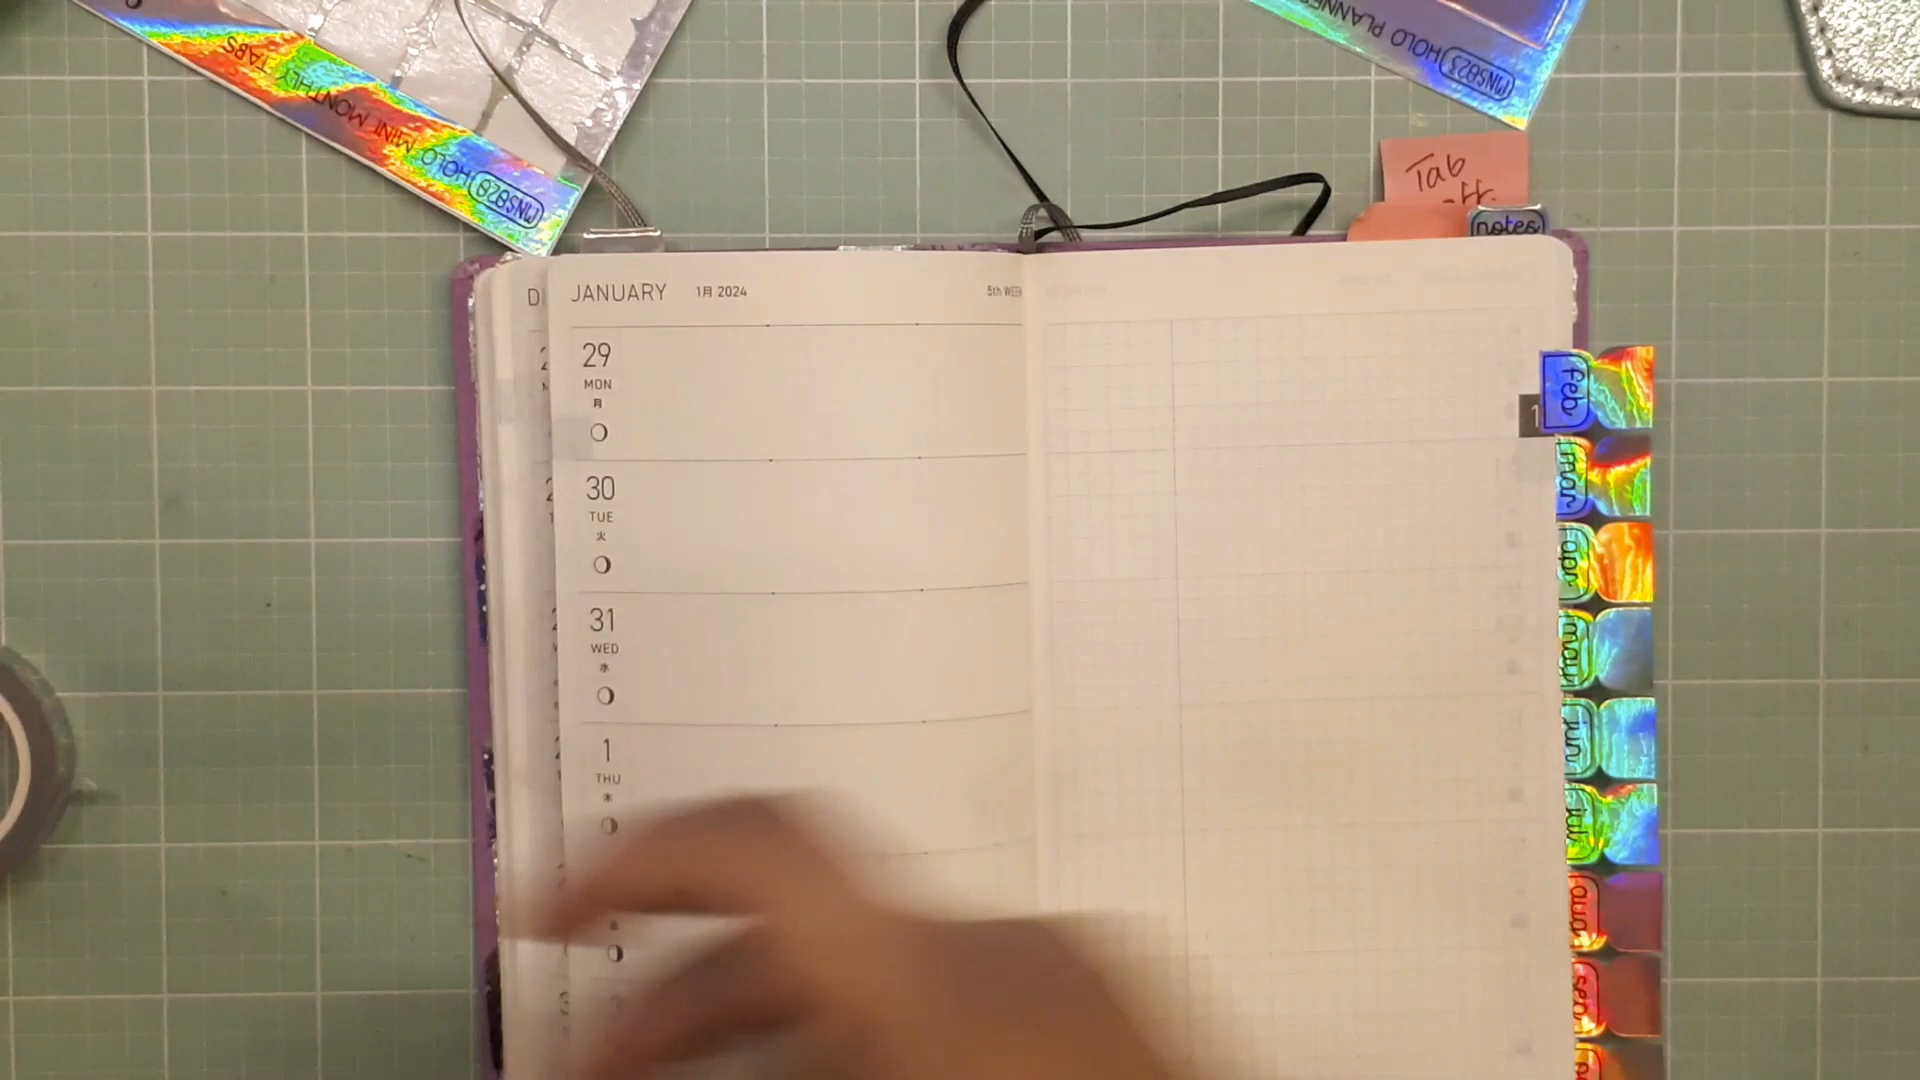 HOLO MINI MONTHLY TABS
MNS828
HOLO
MNS823
Tab
notes
JANUARY 1月 2024
5th WEEK
29
MON
月
30
TUE
火
31
WED
水
1
THU
木
1
feb
mar
apr
may
jun
jul
aug
sep